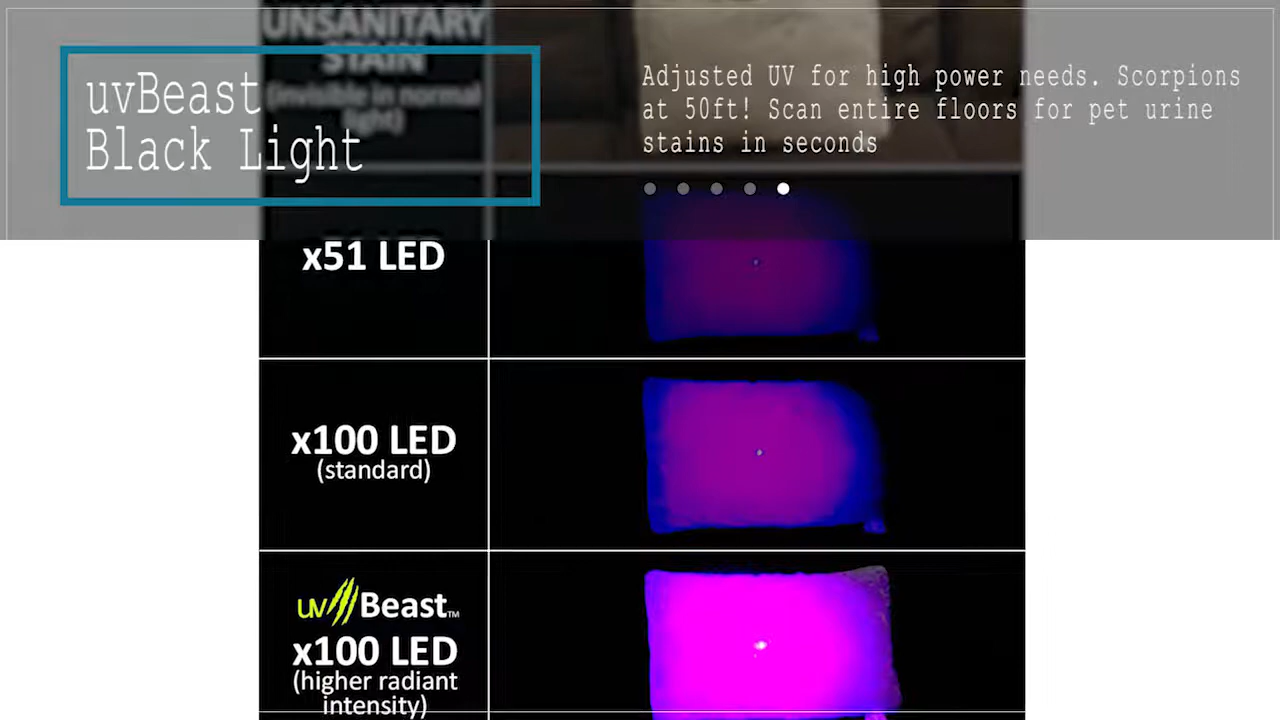 UNSANITARY
STAIN
(invisible in normal
light)
uvBeast
Black Light
Adjusted UV for high power needs. Scorpions
at 50ft! Scan entire floors for pet urine
stains in seconds
x51 LED
x100 LED
(standard)
uvBeast™
x100 LED
(higher radiant
intensity)